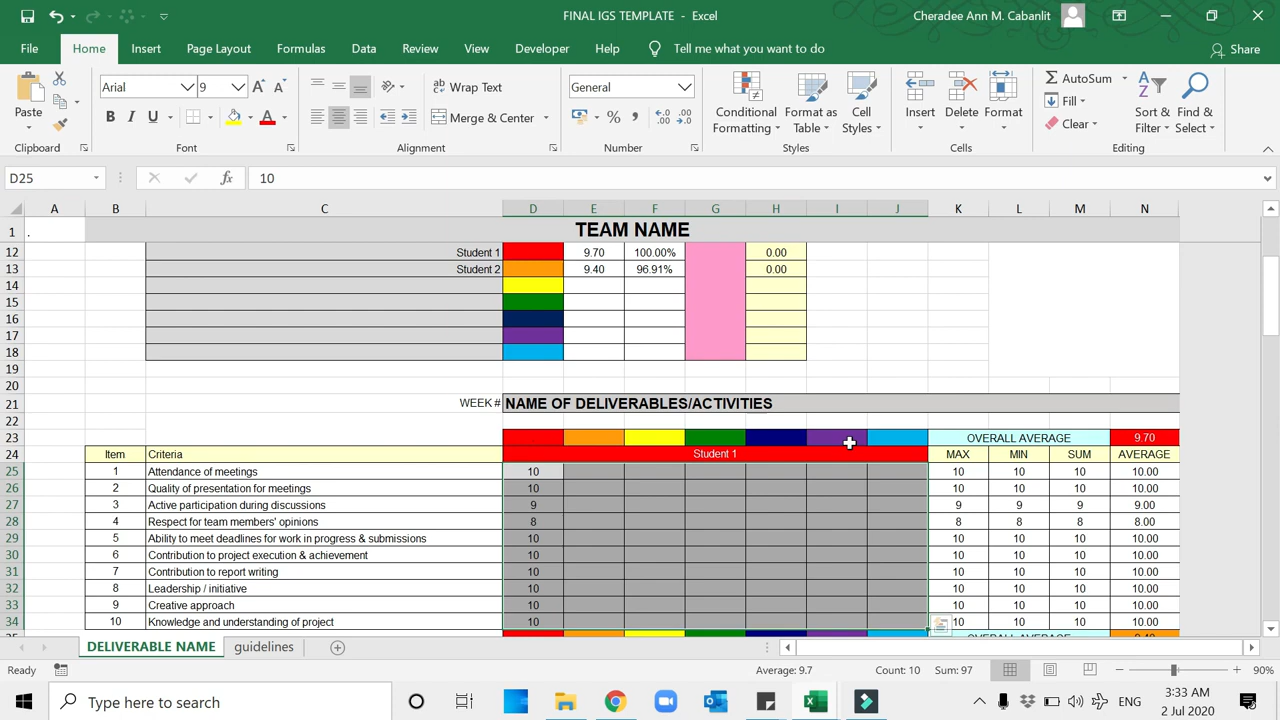 FINAL IGS TEMPLATE - Excel
Cheradee Ann M. Cabanlit
File Home Insert Page Layout Formulas Data Review View Developer Help Tell me what you want to do Share
Arial 9 Wrap Text General AutoSum
Paste Merge & Center Conditional Formatting Format as Table Cell Styles Insert Delete Format Fill Sort & Filter Find & Select
Clear
Clipboard Font Alignment Number Styles Cells Editing
D25 fx 10
A B C D E F G H I J K L M N
1 . TEAM NAME
12 Student 1 9.70 100.00% 0.00
13 Student 2 9.40 96.91% 0.00
14
15
16
17
18
19
20
21 WEEK # NAME OF DELIVERABLES/ACTIVITIES
22
23 OVERALL AVERAGE 9.70
24 Item Criteria Student 1 MAX MIN SUM AVERAGE
25 1 Attendance of meetings 10 10 10 10 10.00
26 2 Quality of presentation for meetings 10 10 10 10 10.00
27 3 Active participation during discussions 9 9 9 9 9.00
28 4 Respect for team members' opinions 8 8 8 8 8.00
29 5 Ability to meet deadlines for work in progress & submissions 10 10 10 10 10.00
30 6 Contribution to project execution & achievement 10 10 10 10 10.00
31 7 Contribution to report writing 10 10 10 10 10.00
32 8 Leadership / initiative 10 10 10 10 10.00
33 9 Creative approach 10 10 10 10 10.00
34 10 Knowledge and understanding of project 10 10 10 10 10.00
OVERALL AVERAGE 9.40
DELIVERABLE NAME guidelines
Ready Average: 9.7 Count: 10 Sum: 97 90%
Type here to search ENG 3:33 AM
2 Jul 2020